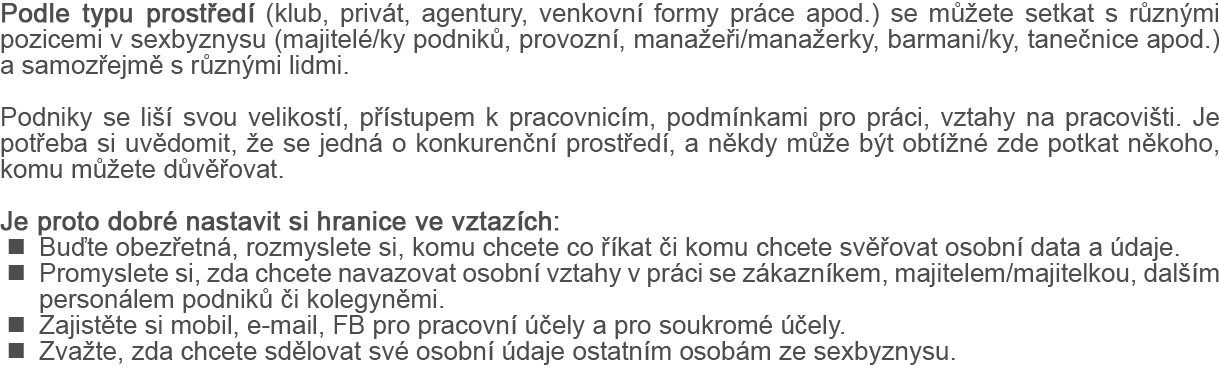 Podle typu prostředí (klub, privát, agentury, venkovní formy práce apod.) se můžete setkat s různými
pozicemi v sexbyznysu (majitelé/ky podniků, provozní, manažeři/manažerky, barmani/ky, tanečnice apod.)
a samozřejmě s různými lidmi.
Podniky se liší svou velikostí, přístupem k pracovnicím, podmínkami pro práci, vztahy na pracovišti. Je
potřeba si uvědomit, že se jedná o konkurenční prostředí, a někdy může být obtížné zde potkat někoho,
komu můžete důvěřovat.
Je proto dobré nastavit si hranice ve vztazích:
■ Buďte obezřetná, rozmyslete si, komu chcete co říkat či komu chcete svěřovat osobní data a údaje.
■ Promyslete si, zda chcete navazovat osobní vztahy v práci se zákazníkem, majitelem/majitelkou, dalším
personálem podniků či kolegyněmi.
■ Zajistěte si mobil, e-mail, FB pro pracovní účely a pro soukromé účely.
■ Zvažte, zda chcete sdělovat své osobní údaje ostatním osobám ze sexbyznysu.